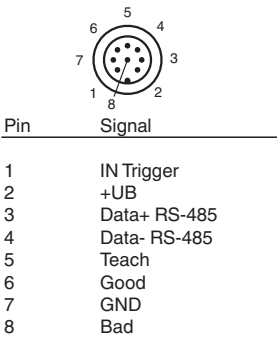 5
6 4
7 3
1 2
8
Pin Signal
1 IN Trigger
2 +UB
3 Data+ RS-485
4 Data- RS-485
5 Teach
6 Good
7 GND
8 Bad